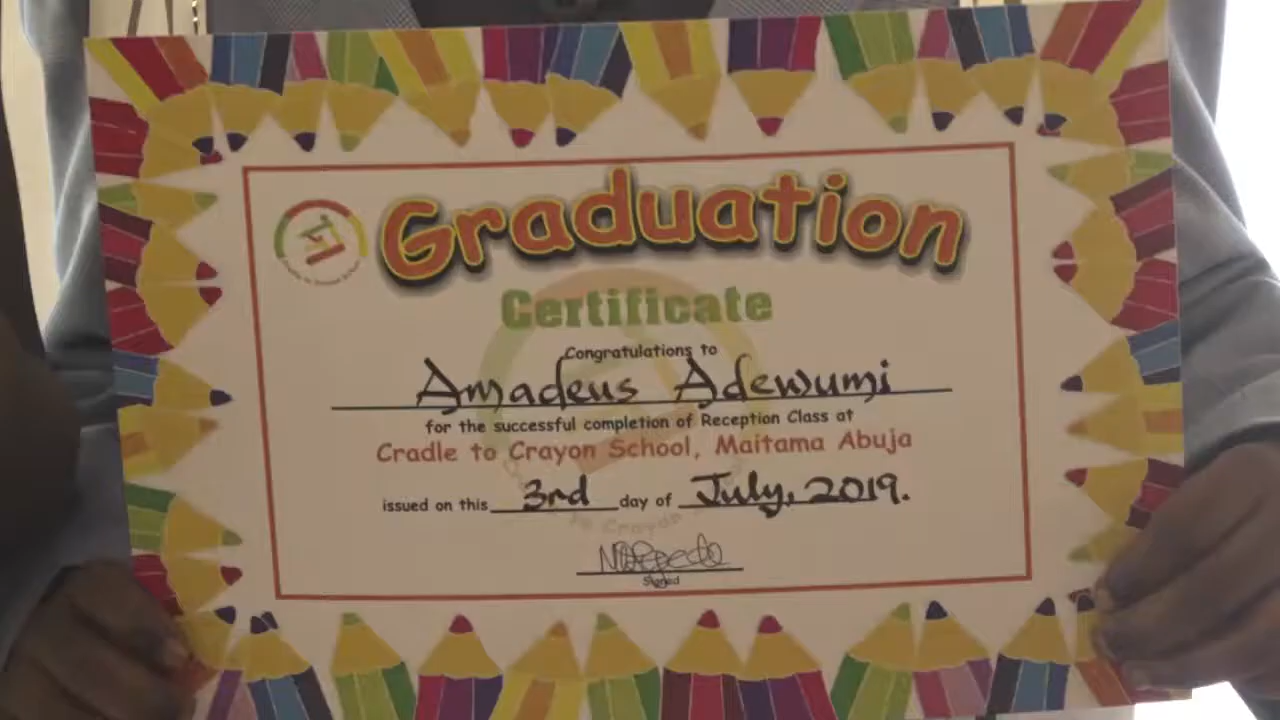 Graduation
Certificate
Congratulations to
Amadeus Adewumi
for the successful completion of Reception Class at
Cradle to Crayon School, Maitama Abuja
issued on this 3rd day of July, 2019.
Signed